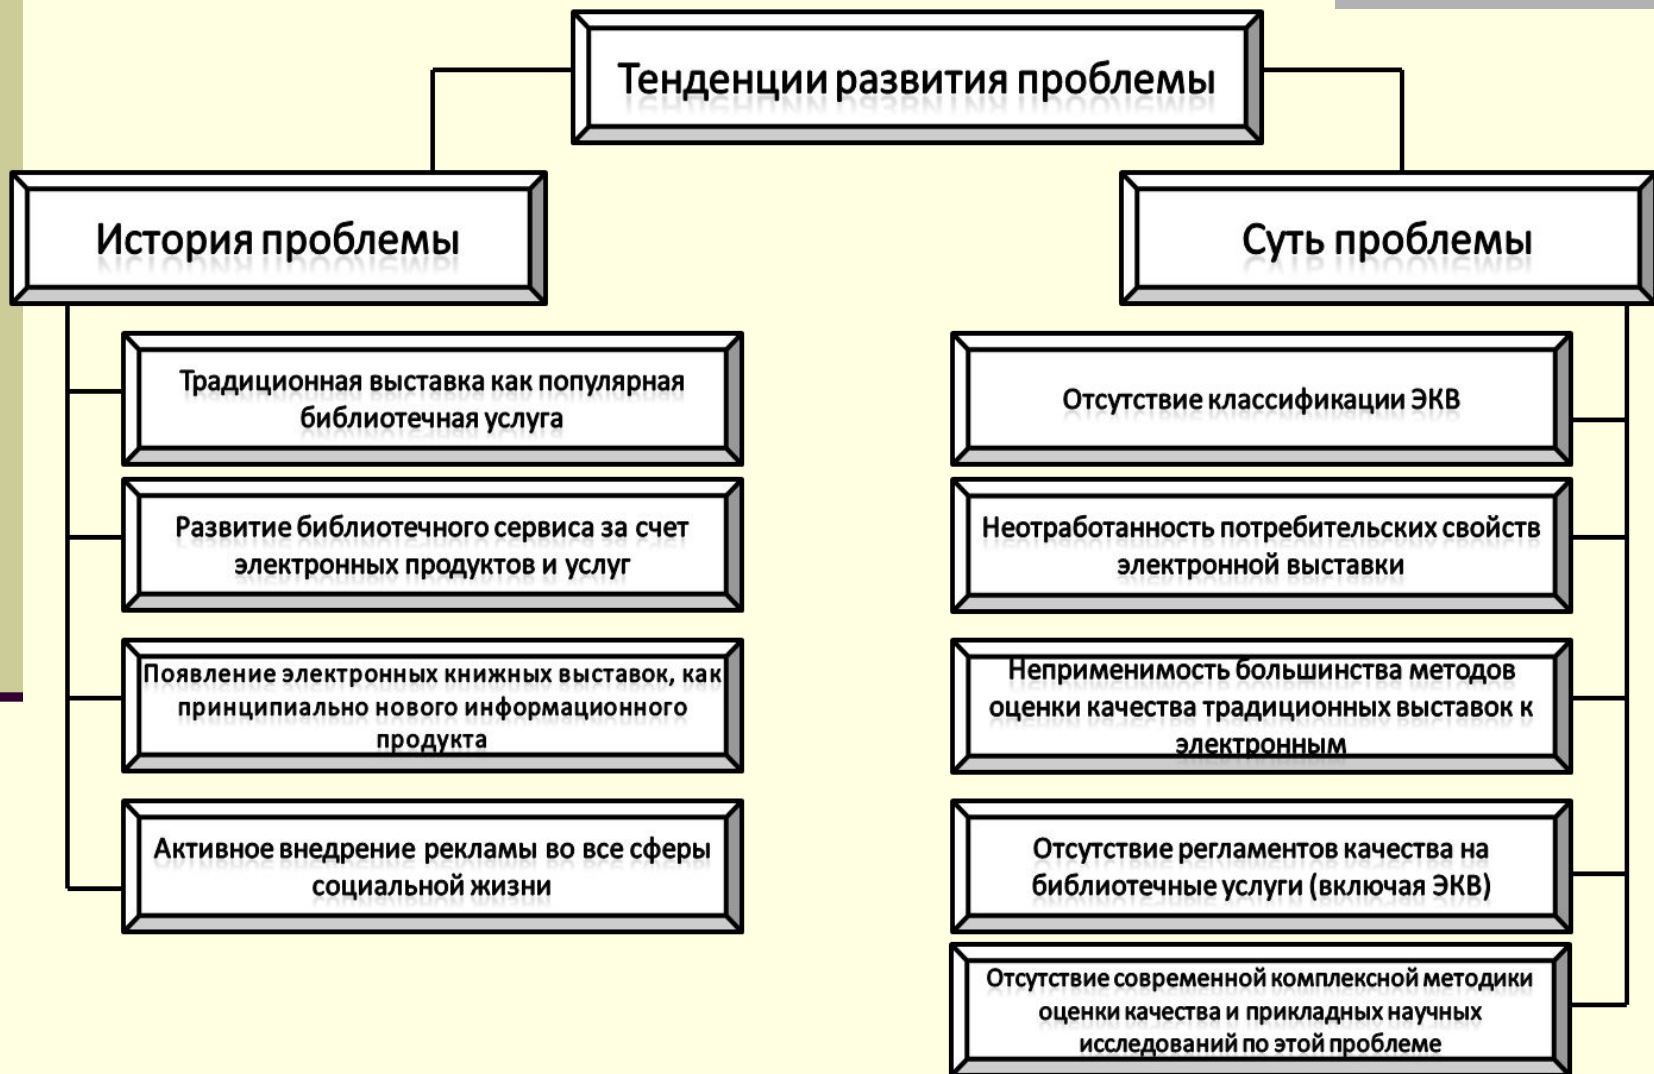 Тенденции развития проблемы
История проблемы
Традиционная выставка как популярная
библиотечная услуга
Развитие библиотечного сервиса за счет
электронных продуктов и услуг
Появление электронных книжных выставок, как
принципиально нового информационного
продукта
Активное внедрение рекламы во все сферы
социальной жизни
Суть проблемы
Отсутствие классификации ЭКВ
Неотработанность потребительских свойств
электронной выставки
Неприменимость большинства методов
оценки качества традиционных выставок к
электронным
Отсутствие регламентов качества на
библиотечные услуги (включая ЭКВ)
Отсутствие современной комплексной методики
оценки качества и прикладных научных
исследований по этой проблеме